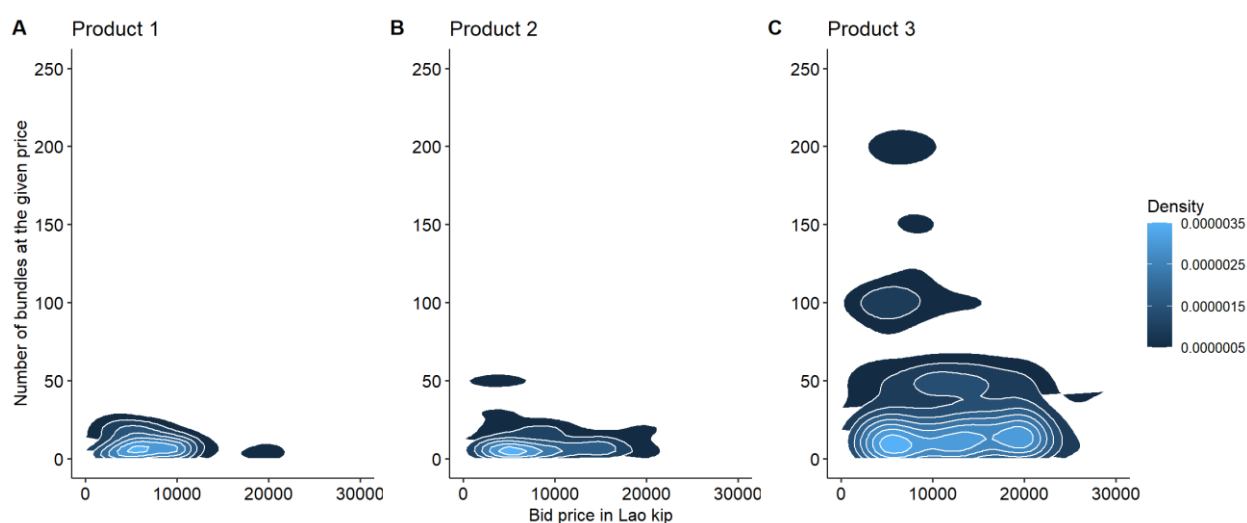 A Product 1
B Product 2
C Product 3
Number of bundles at the given price
250
200
150
100
50
0
250
200
150
100
50
0
250
200
150
100
50
0
0 10000 20000 30000
0 10000 20000 30000
0 10000 20000 30000
Bid price in Lao kip
Density
0.0000035
0.0000025
0.0000015
0.0000005